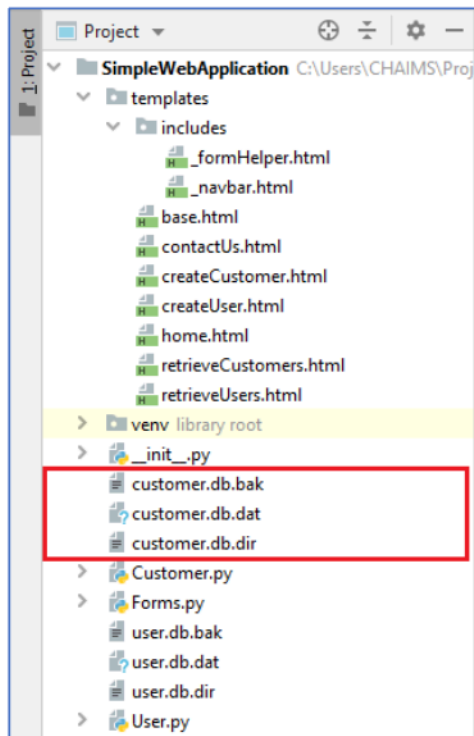 1: Project
Project
SimpleWebApplication C:\Users\CHAIMS\Proj
templates
includes
_formHelper.html
_navbar.html
base.html
contactUs.html
createCustomer.html
createUser.html
home.html
retrieveCustomers.html
retrieveUsers.html
venv library root
__init__.py
customer.db.bak
customer.db.dat
customer.db.dir
Customer.py
Forms.py
user.db.bak
user.db.dat
user.db.dir
User.py